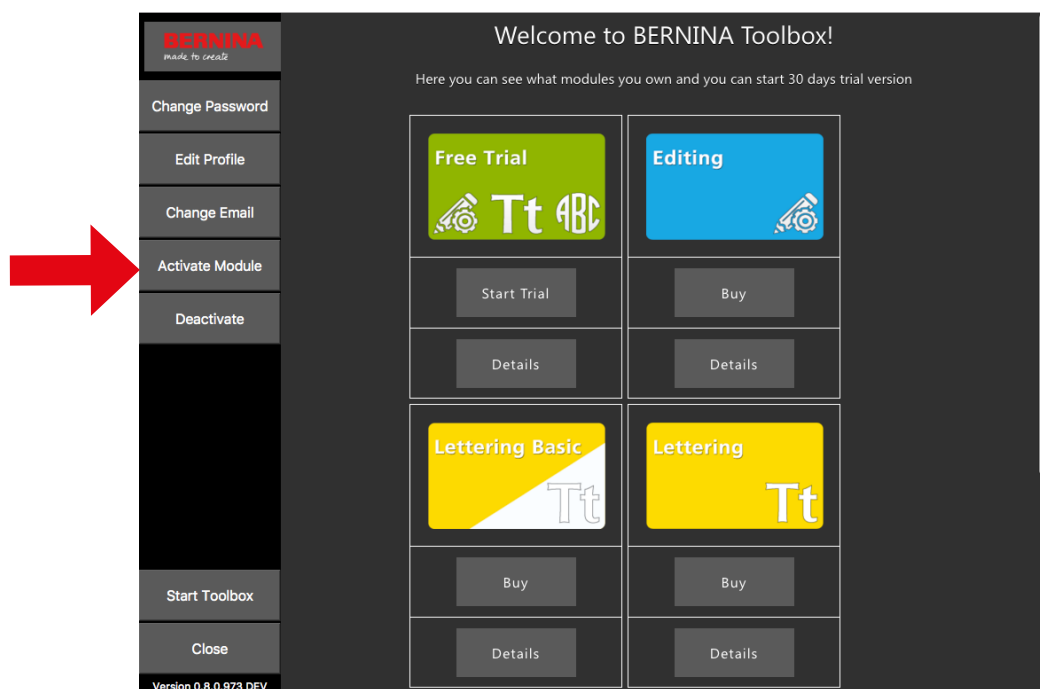 BERNINA
made to create
Change Password
Edit Profile
Change Email
Activate Module
Deactivate
Start Toolbox
Close
Version 0.8.0.973 DEV
Welcome to BERNINA Toolbox!
Here you can see what modules you own and you can start 30 days trial version
Free Trial
Tt ABC
Start Trial
Details
Editing
Buy
Details
Lettering Basic
Tt
Buy
Details
Lettering
Tt
Buy
Details